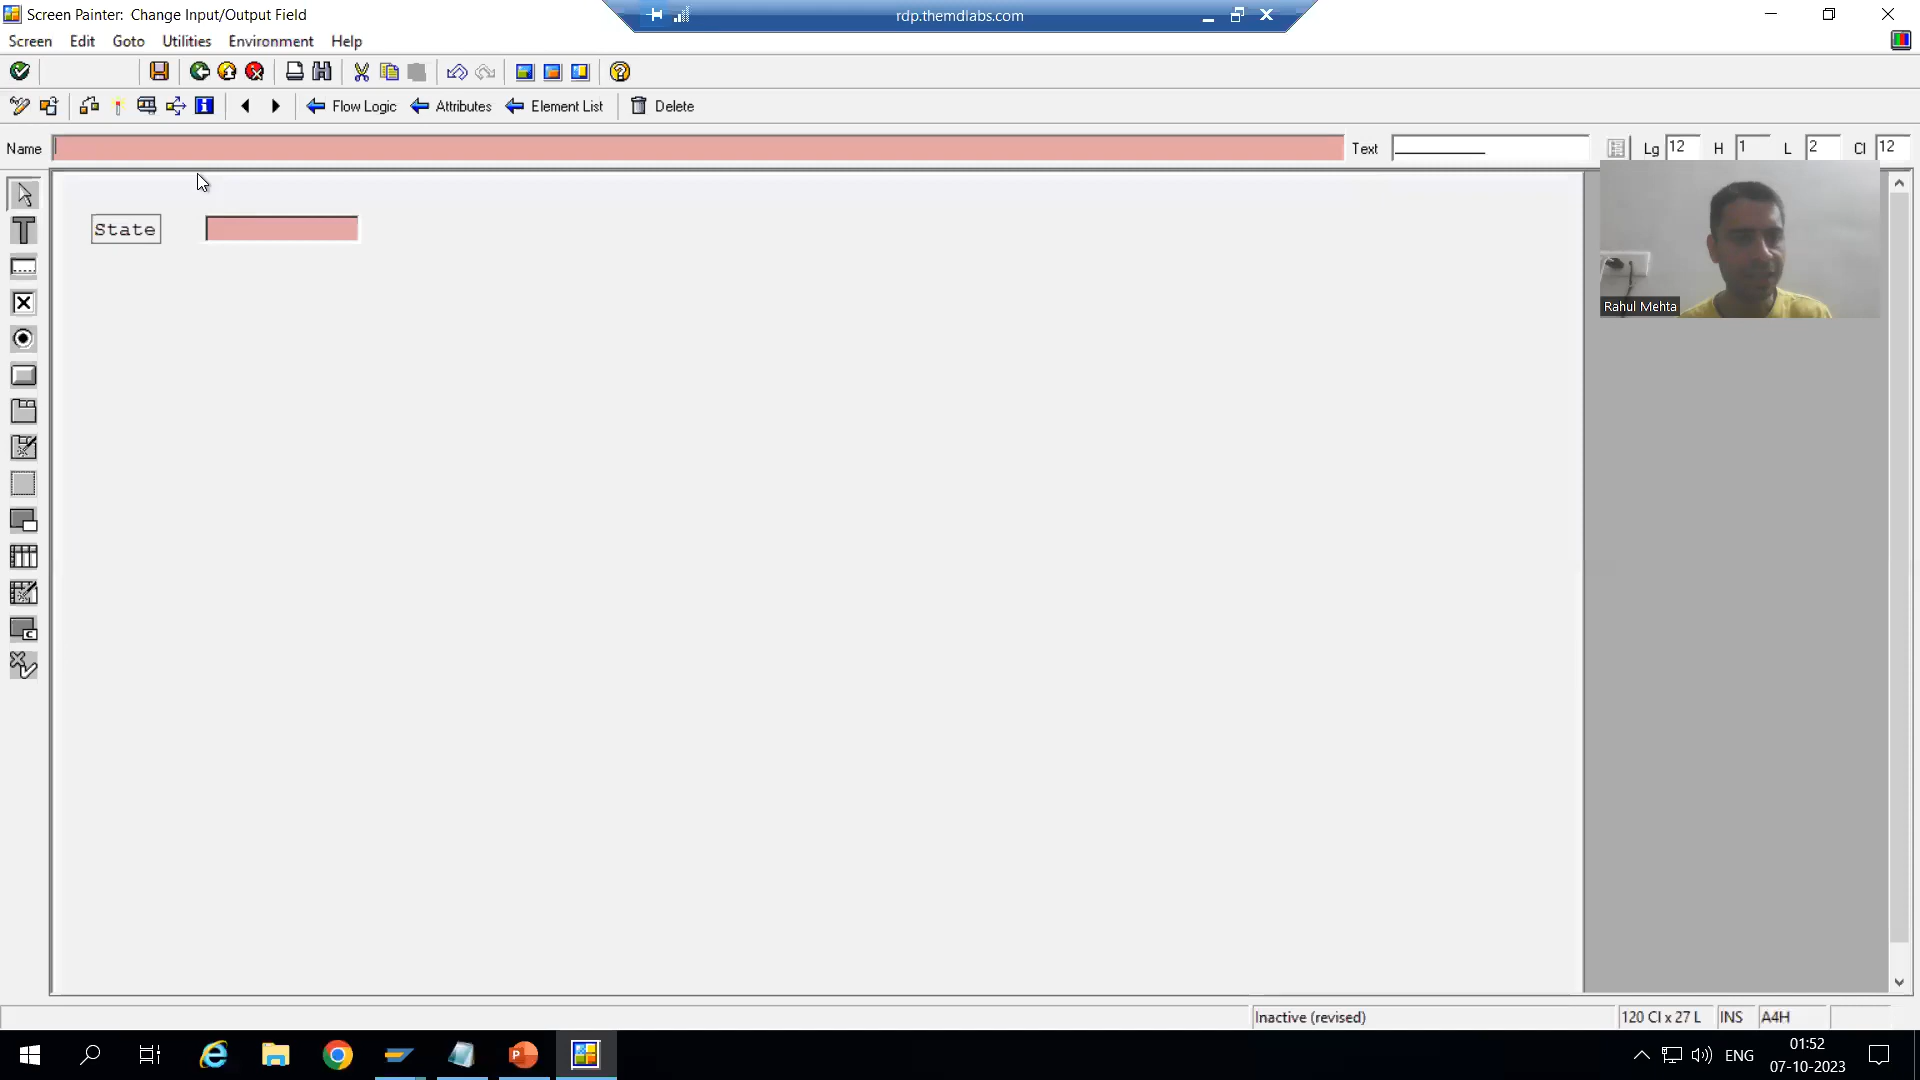 Screen Painter: Change Input/Output Field
rdp.themdlabs.com
Screen Edit Goto Utilities Environment Help
Flow Logic Attributes Element List Delete
Name Text Lg 12 H 1 L 2 Cl 12
State
Rahul Mehta
Inactive (revised) 120 Cl x 27 L INS A4H
ENG 01:52
07-10-2023